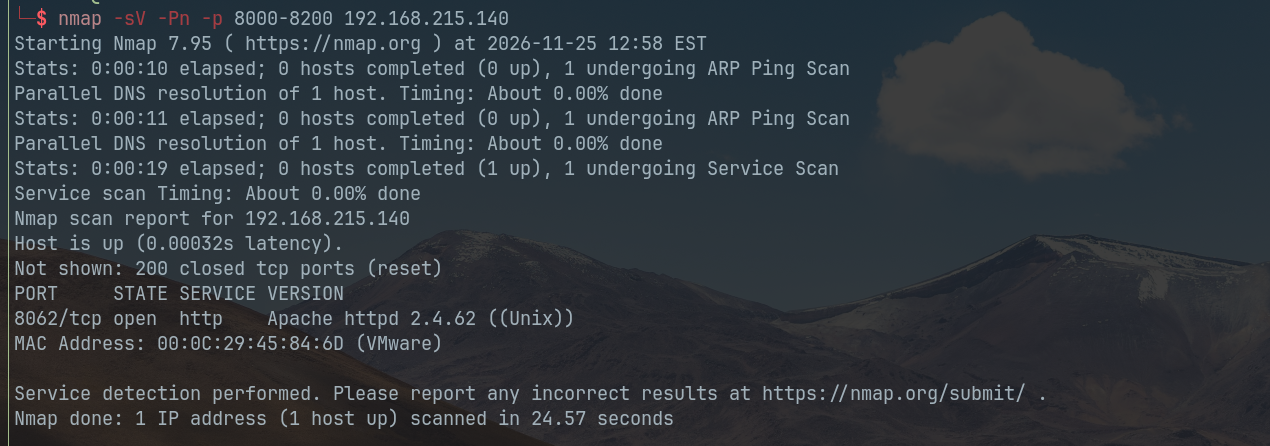 └─$ nmap -sV -Pn -p 8000-8200 192.168.215.140
Starting Nmap 7.95 ( https://nmap.org ) at 2026-11-25 12:58 EST
Stats: 0:00:10 elapsed; 0 hosts completed (0 up), 1 undergoing ARP Ping Scan
Parallel DNS resolution of 1 host. Timing: About 0.00% done
Stats: 0:00:11 elapsed; 0 hosts completed (0 up), 1 undergoing ARP Ping Scan
Parallel DNS resolution of 1 host. Timing: About 0.00% done
Stats: 0:00:19 elapsed; 0 hosts completed (1 up), 1 undergoing Service Scan
Service scan Timing: About 0.00% done
Nmap scan report for 192.168.215.140
Host is up (0.00032s latency).
Not shown: 200 closed tcp ports (reset)
PORT     STATE SERVICE VERSION
8062/tcp open  http    Apache httpd 2.4.62 ((Unix))
MAC Address: 00:0C:29:45:84:6D (VMware)

Service detection performed. Please report any incorrect results at https://nmap.org/submit/ .
Nmap done: 1 IP address (1 host up) scanned in 24.57 seconds